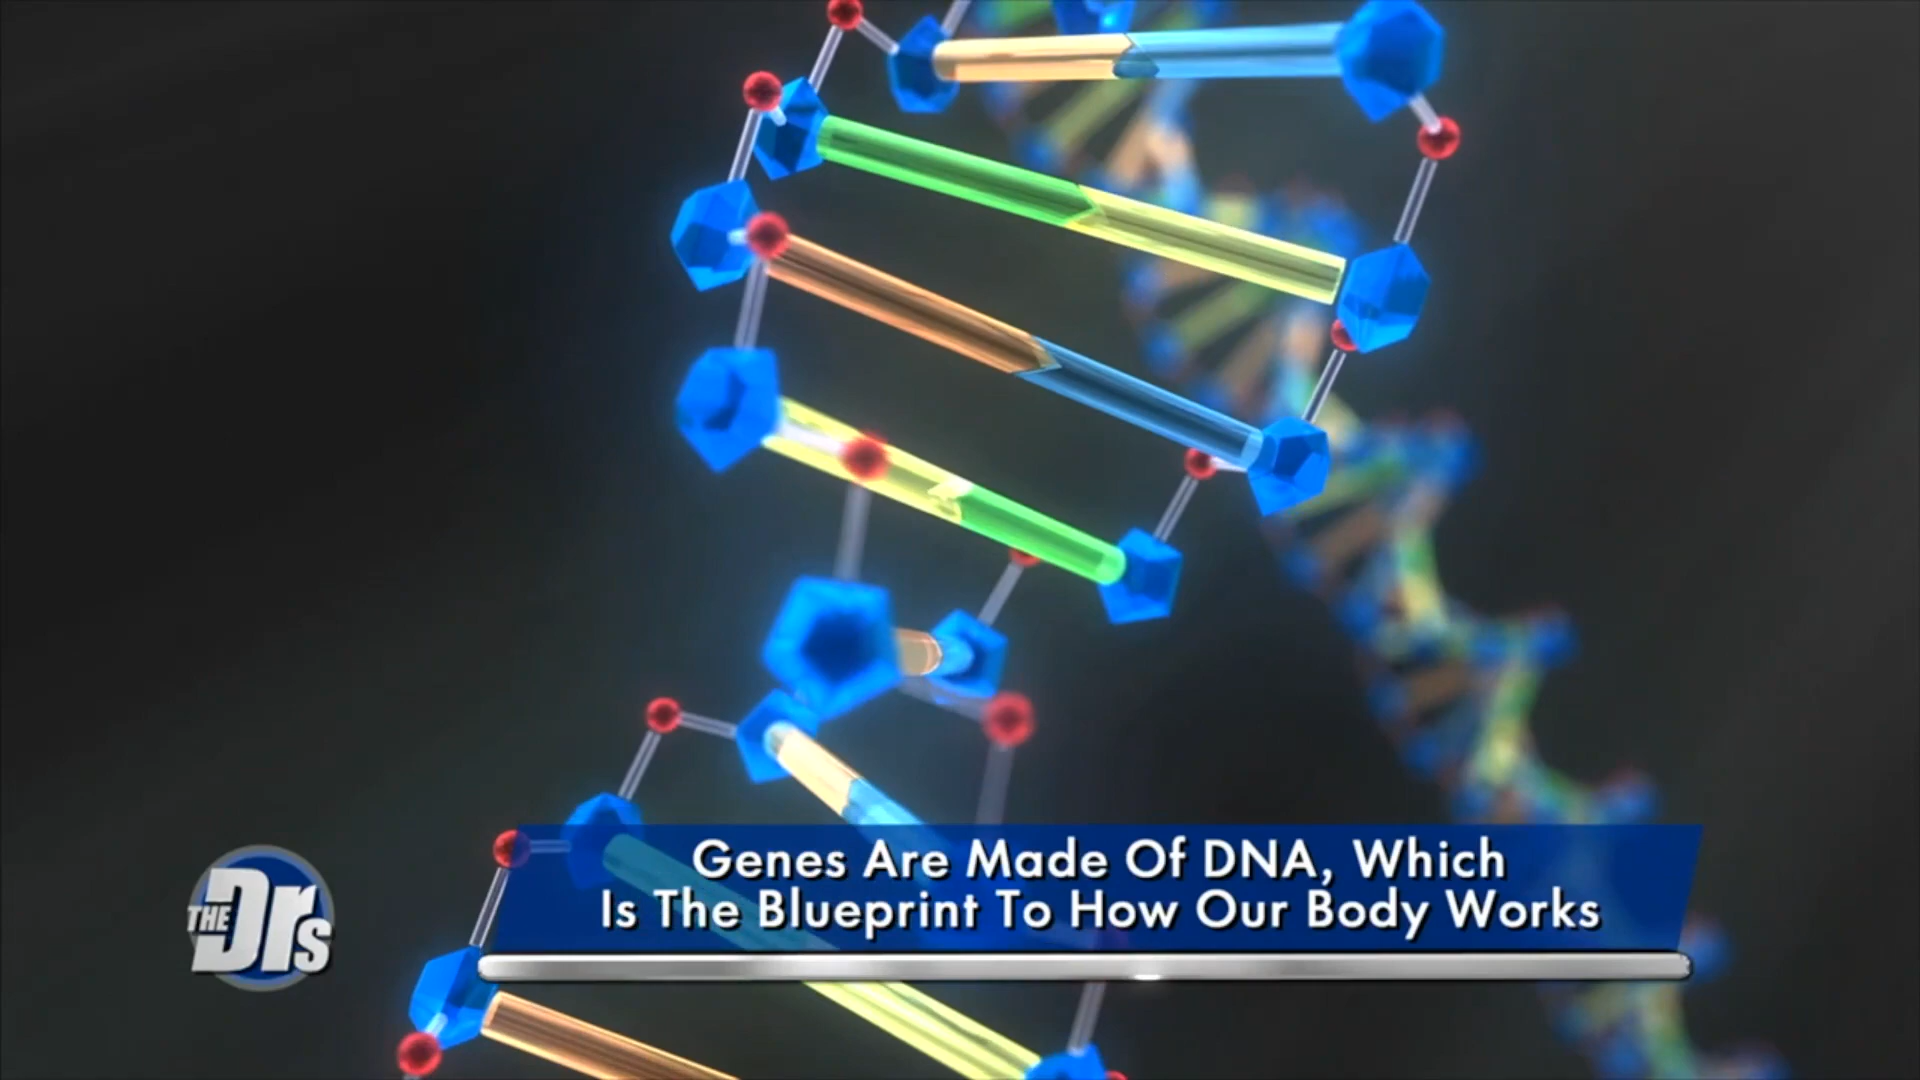 Genes Are Made Of DNA, Which
Is The Blueprint To How Our Body Works
THE Drs